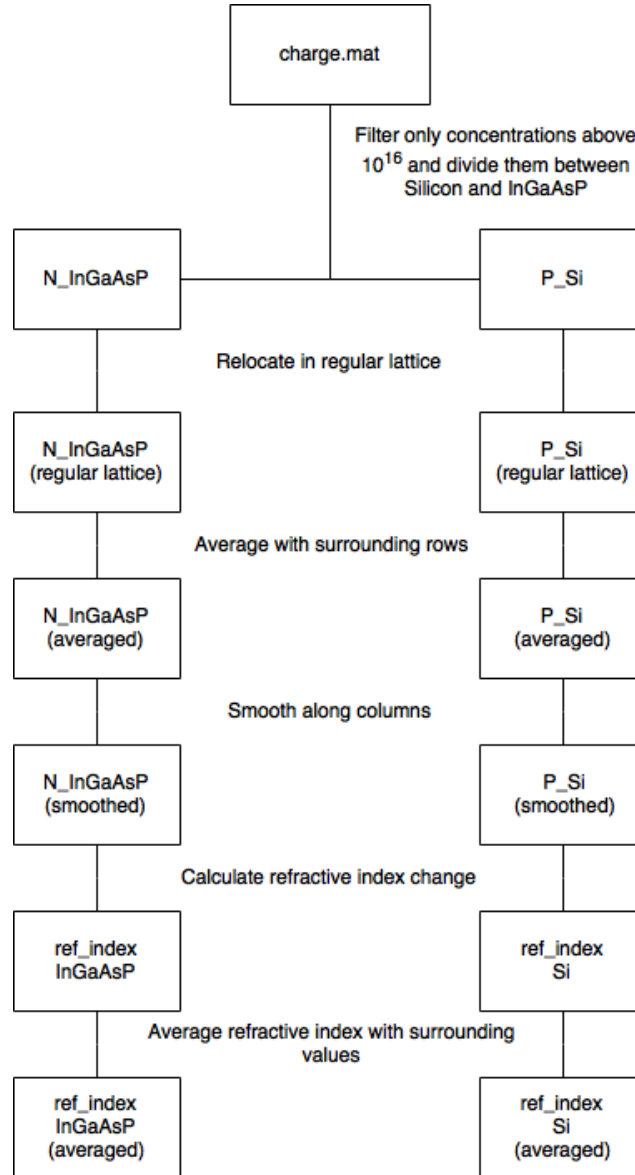 charge.mat
Filter only concentrations above
10^16 and divide them between
Silicon and InGaAsP
N_InGaAsP
P_Si
Relocate in regular lattice
N_InGaAsP
(regular lattice)
P_Si
(regular lattice)
Average with surrounding rows
N_InGaAsP
(averaged)
P_Si
(averaged)
Smooth along columns
N_InGaAsP
(smoothed)
P_Si
(smoothed)
Calculate refractive index change
ref_index
InGaAsP
ref_index
Si
Average refractive index with surrounding
values
ref_index
InGaAsP
(averaged)
ref_index
Si
(averaged)